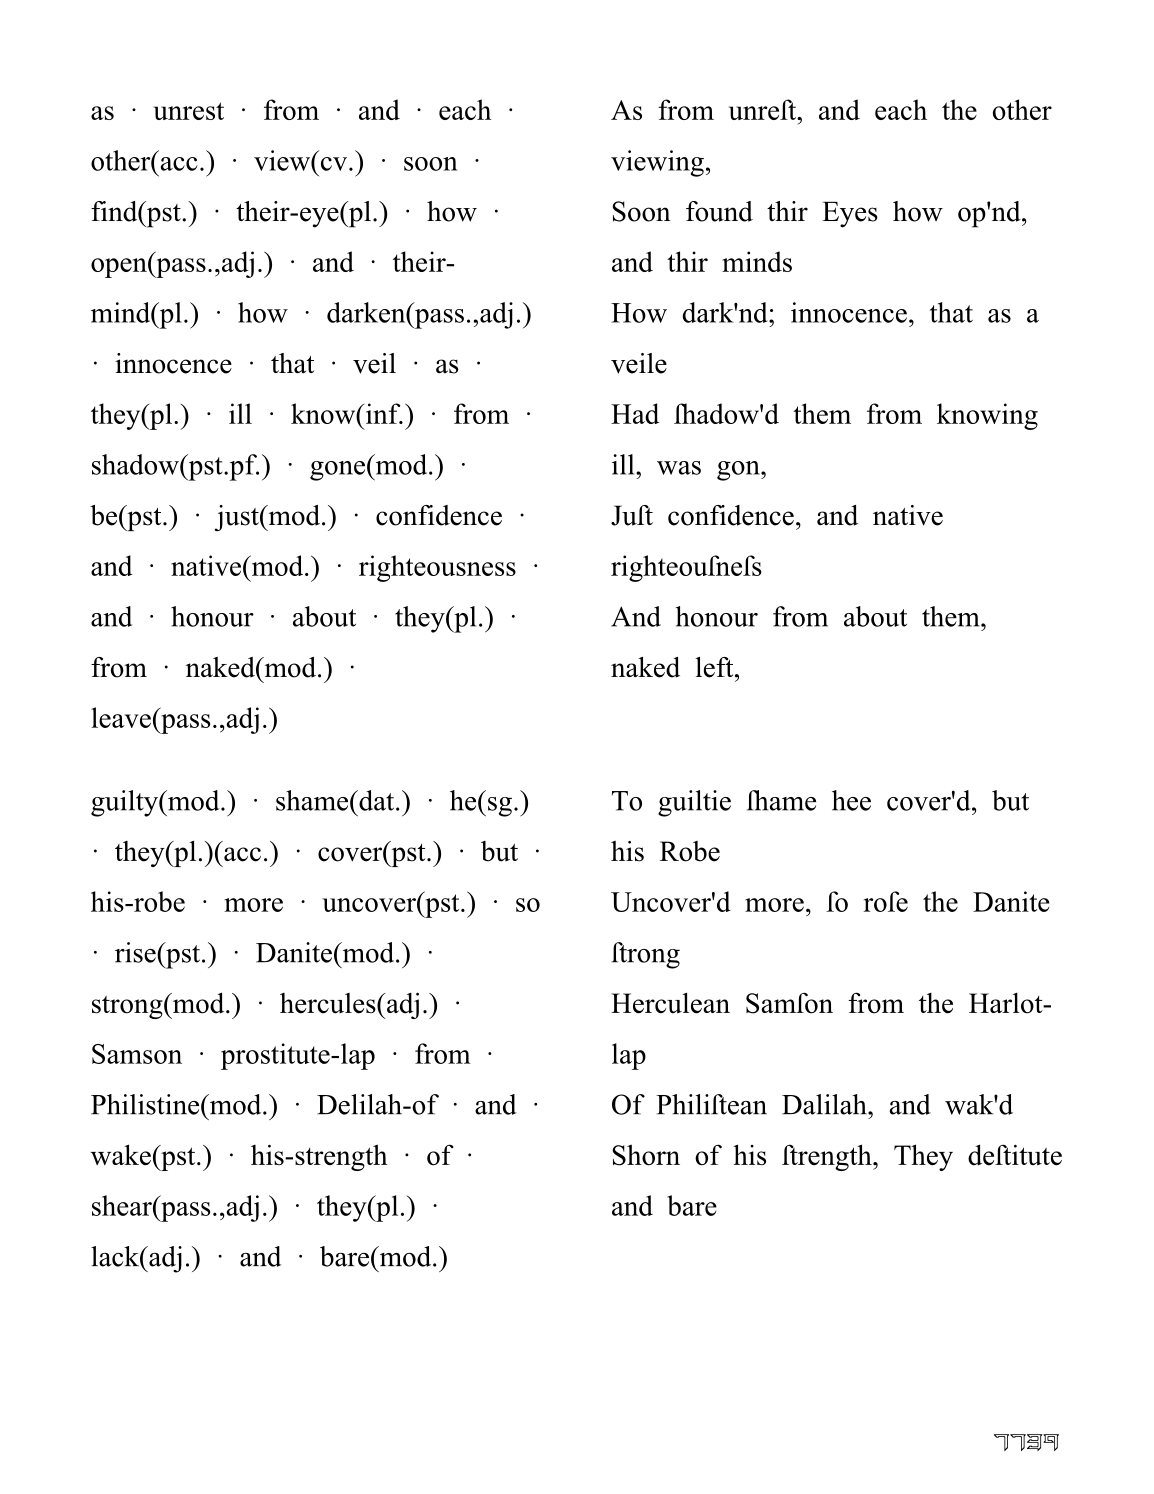 as · unrest · from · and · each ·
other(acc.) · view(cv.) · soon ·
find(pst.) · their-eye(pl.) · how ·
open(pass.,adj.) · and · their-
mind(pl.) · how · darken(pass.,adj.)
· innocence · that · veil · as ·
they(pl.) · ill · know(inf.) · from ·
shadow(pst.pf.) · gone(mod.) ·
be(pst.) · just(mod.) · confidence ·
and · native(mod.) · righteousness ·
and · honour · about · they(pl.) ·
from · naked(mod.) ·
leave(pass.,adj.)
As from unreſt, and each the other
viewing,
Soon found thir Eyes how op'nd,
and thir minds
How dark'nd; innocence, that as a
veile
Had ſhadow'd them from knowing
ill, was gon,
Juſt confidence, and native
righteouſneſs
And honour from about them,
naked left,
guilty(mod.) · shame(dat.) · he(sg.)
· they(pl.)(acc.) · cover(pst.) · but ·
his-robe · more · uncover(pst.) · so
· rise(pst.) · Danite(mod.) ·
strong(mod.) · hercules(adj.) ·
Samson · prostitute-lap · from ·
Philistine(mod.) · Delilah-of · and ·
wake(pst.) · his-strength · of ·
shear(pass.,adj.) · they(pl.) ·
lack(adj.) · and · bare(mod.)
To guiltie ſhame hee cover'd, but
his Robe
Uncover'd more, ſo roſe the Danite
ſtrong
Herculean Samſon from the Harlot-
lap
Of Philiſtean Dalilah, and wak'd
Shorn of his ſtrength, They deſtitute
and bare